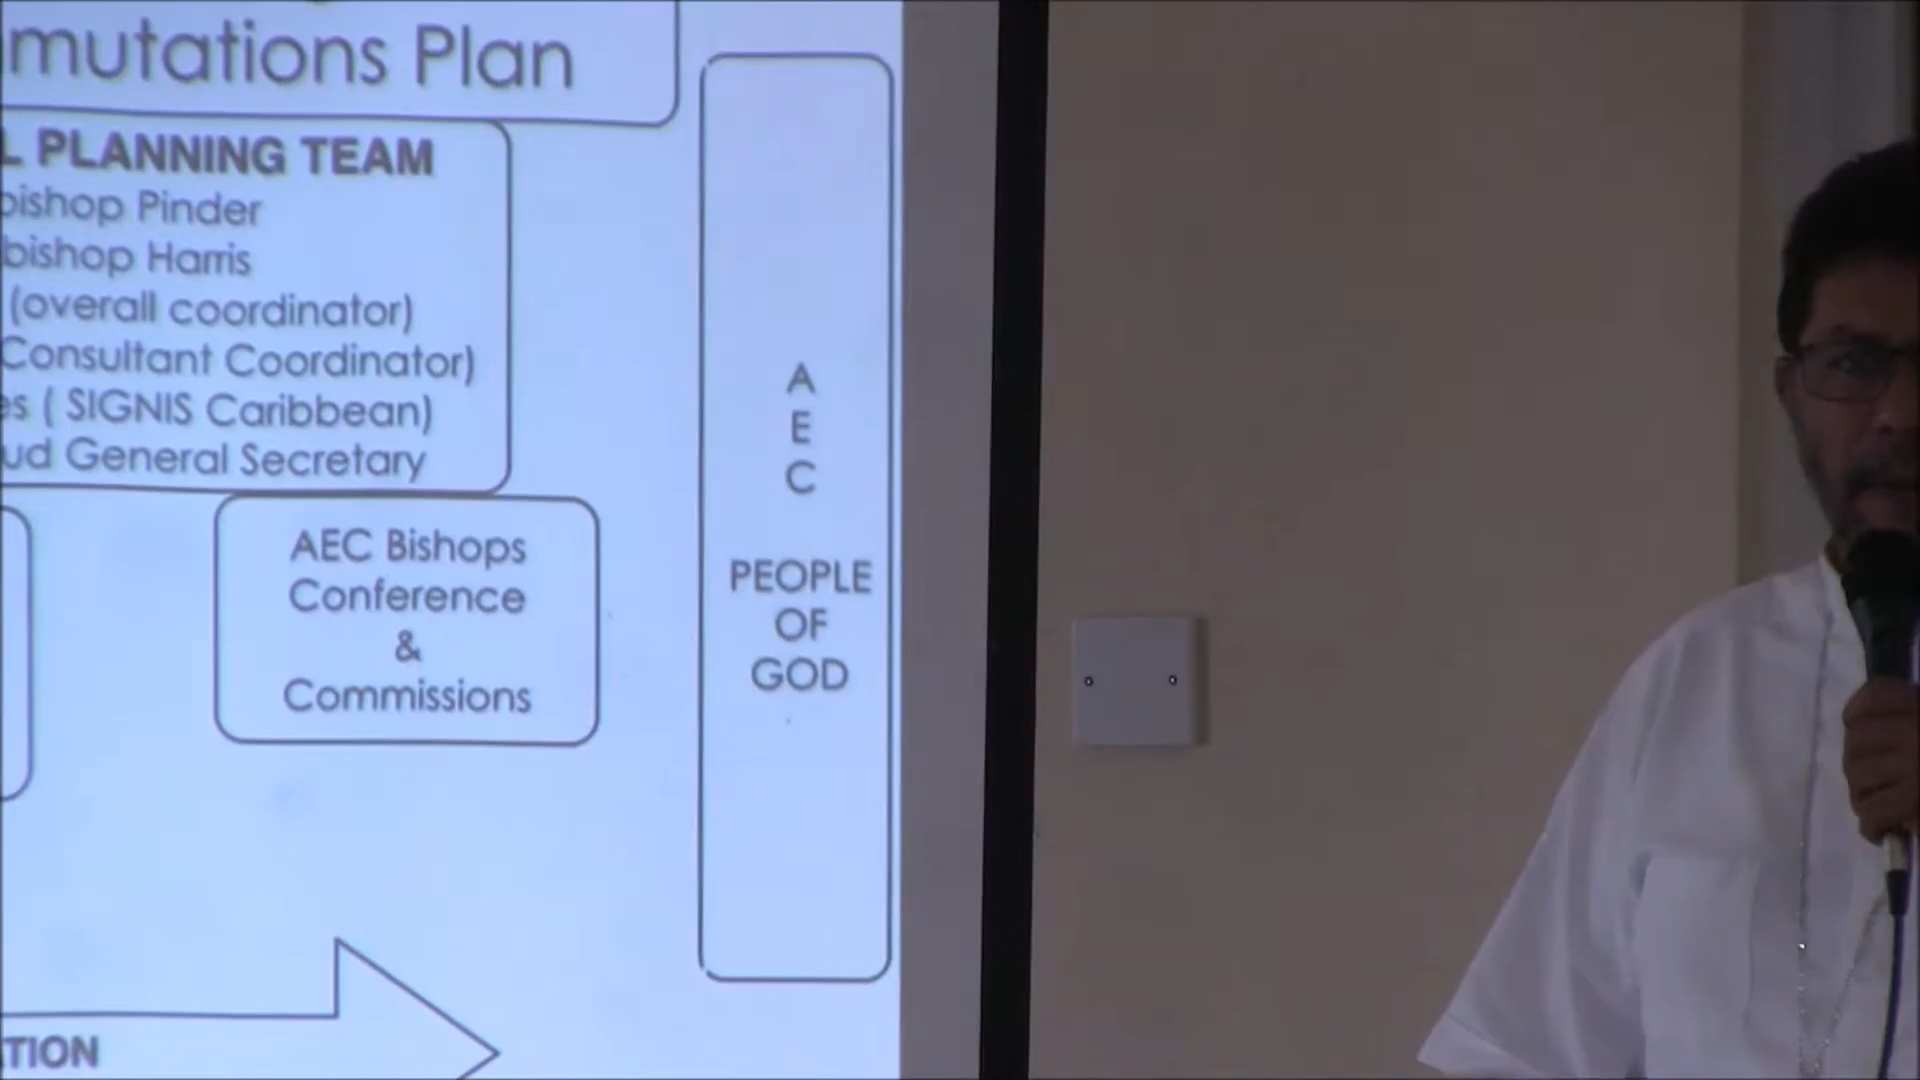 mutations Plan
L PLANNING TEAM
bishop Pinder
bishop Harris
(overall coordinator)
Consultant Coordinator)
es ( SIGNIS Caribbean)
ud General Secretary
AEC Bishops
Conference
&
Commissions
A
E
C
PEOPLE
OF
GOD
TION